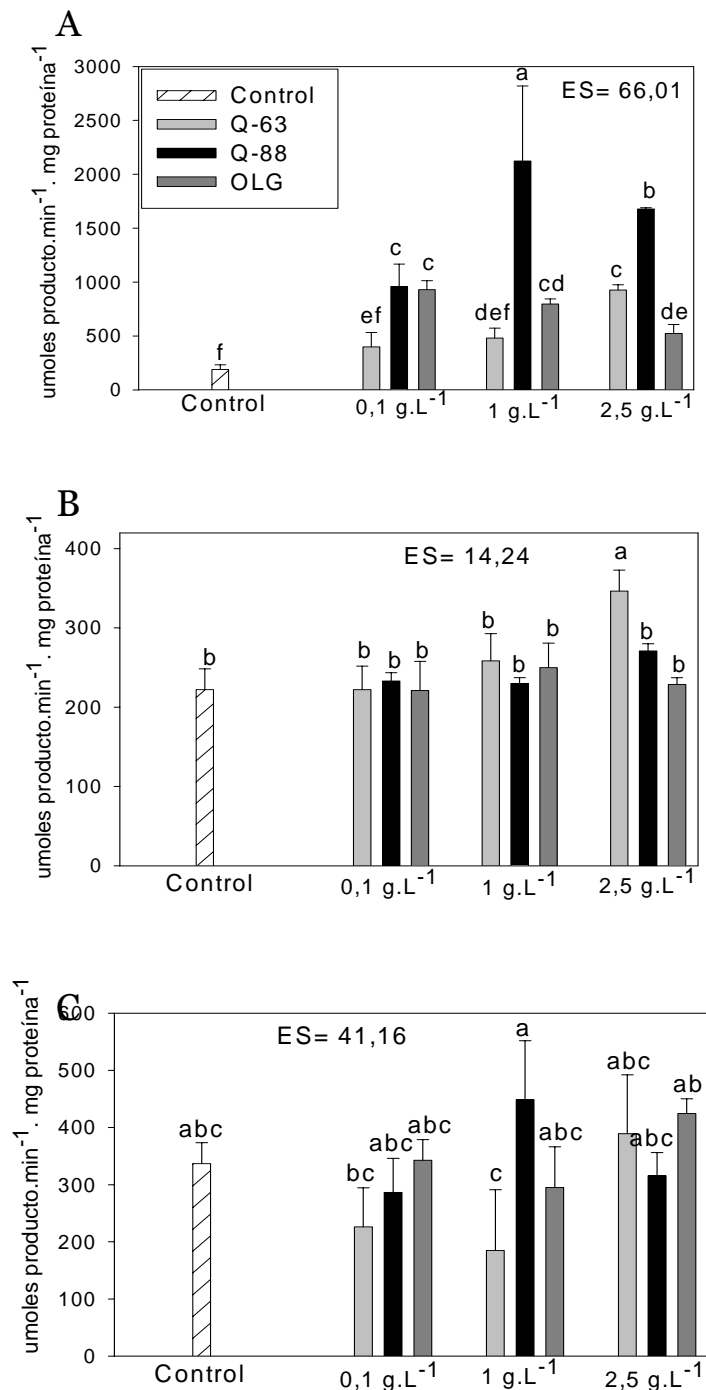 A
umoles producto.min⁻¹. mg proteína⁻¹
3000
2500
2000
1500
1000
500
0
Control
Q-63
Q-88
OLG
ES= 66,01
f
ef
c
c
def
a
cd
c
b
de
Control
0,1 g.L⁻¹
1 g.L⁻¹
2,5 g.L⁻¹
B
umoles producto.min⁻¹. mg proteína⁻¹
400
300
200
100
0
ES= 14,24
b
b
b
b
b
b
b
a
b
b
Control
0,1 g.L⁻¹
1 g.L⁻¹
2,5 g.L⁻¹
C
umoles producto.min⁻¹. mg proteína⁻¹
600
500
400
300
200
100
0
ES= 41,16
abc
bc
abc
abc
c
a
abc
abc
abc
ab
Control
0,1 g.L⁻¹
1 g.L⁻¹
2,5 g.L⁻¹